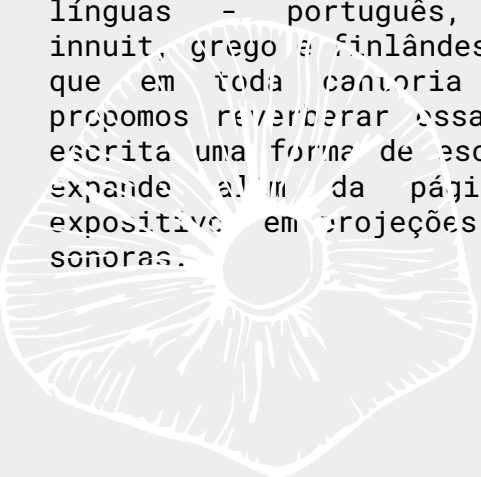 línguas - português,
innuit, grego e finlandês
que em toda cantoria
propomos reverberar essa
escrita uma forma de esc
expande além da pági
expositivo em projeções
sonoras.